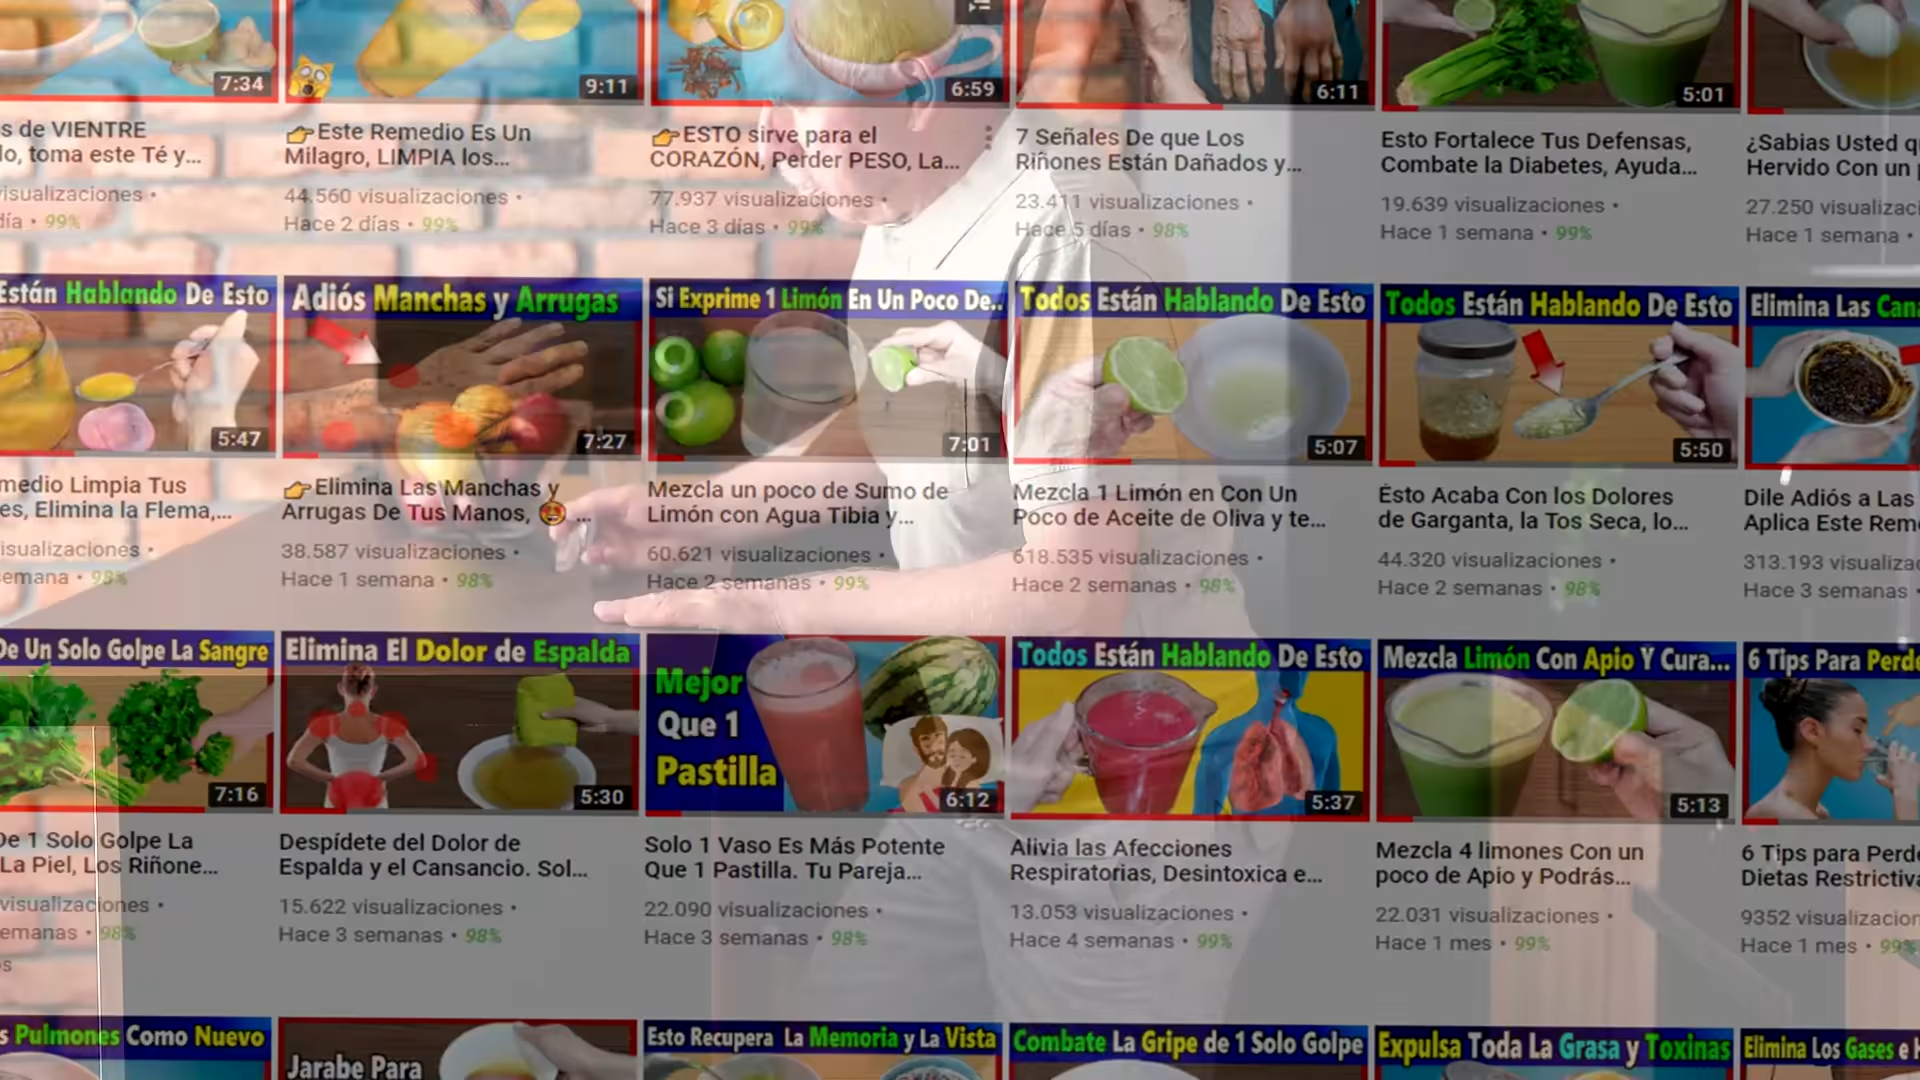 7:34
9:11
6:59
6:11
5:01
s de VIENTRE
lo, toma este Té y...
isualizaciones •
día • 99%
👉Este Remedio Es Un
Milagro, LIMPIA los...
44.560 visualizaciones •
Hace 2 días • 99%
👉ESTO sirve para el
CORAZÓN, Perder PESO, La...
77.937 visualizaciones •
Hace 3 días • 99%
7 Señales De que Los
Riñones Están Dañados y...
23.411 visualizaciones •
Hace 5 días • 98%
Esto Fortalece Tus Defensas,
Combate la Diabetes, Ayuda...
19.639 visualizaciones •
Hace 1 semana • 99%
¿Sabias Usted q
Hervido Con un
27.250 visualizaci
Hace 1 semana •
Están Hablando De Esto
5:47
Adiós Manchas y Arrugas
7:27
Si Exprime 1 Limón En Un Poco De..
7:01
Todos Están Hablando De Esto
5:07
Todos Están Hablando De Esto
5:50
Elimina Las Cana
medio Limpia Tus
es, Elimina la Flema,...
isualizaciones •
semana • 98%
👉Elimina Las Manchas y
Arrugas De Tus Manos, 😍 ...
38.587 visualizaciones •
Hace 1 semana • 98%
Mezcla un poco de Sumo de
Limón con Agua Tibia y...
60.621 visualizaciones •
Hace 2 semanas • 99%
Mezcla 1 Limón en Con Un
Poco de Aceite de Oliva y te...
618.535 visualizaciones •
Hace 2 semanas • 98%
Ésto Acaba Con los Dolores
de Garganta, la Tos Seca, lo...
44.320 visualizaciones •
Hace 2 semanas • 98%
Dile Adiós a Las
Aplica Este Rem
313.193 visualiza
Hace 3 semanas •
De Un Solo Golpe La Sangre
7:16
Elimina El Dolor de Espalda
5:30
Mejor
Que 1
Pastilla
6:12
Todos Están Hablando De Esto
5:37
Mezcla Limón Con Apio Y Cura...
5:13
6 Tips Para Perde
De 1 Solo Golpe La
La Piel, Los Riñone...
visualizaciones •
emanas • 98%
s
Despídete del Dolor de
Espalda y el Cansancio. Sol...
15.622 visualizaciones •
Hace 3 semanas • 98%
Solo 1 Vaso Es Más Potente
Que 1 Pastilla. Tu Pareja...
22.090 visualizaciones •
Hace 3 semanas • 98%
Alivia las Afecciones
Respiratorias, Desintoxica e...
13.053 visualizaciones •
Hace 4 semanas • 99%
Mezcla 4 limones Con un
poco de Apio y Podrás...
22.031 visualizaciones •
Hace 1 mes • 99%
6 Tips para Perd
Dietas Restrictiva
9352 visualizacion
Hace 1 mes • 99%
s Pulmones Como Nuevo
Jarabe Para
Esto Recupera La Memoria y La Vista
Combate La Gripe de 1 Solo Golpe
Expulsa Toda La Grasa y Toxinas
Elimina Los Gases e